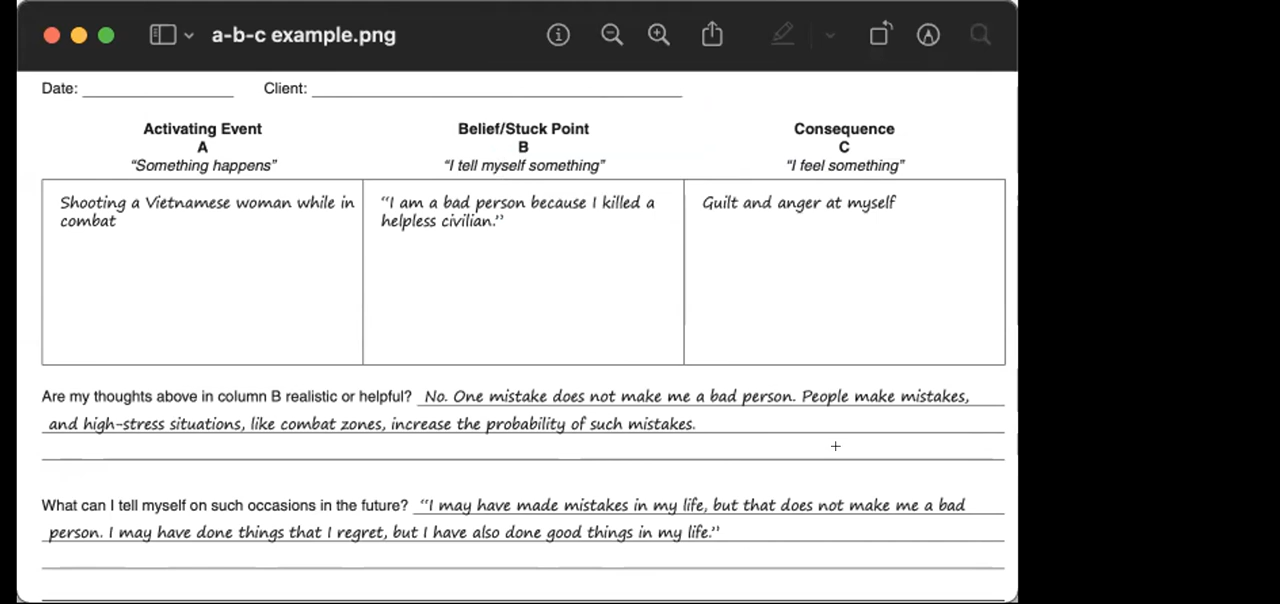 a-b-c example.png
Date: Client:
Activating Event
A
“Something happens”
Belief/Stuck Point
B
“I tell myself something”
Consequence
C
“I feel something”
Shooting a Vietnamese woman while in
combat
“I am a bad person because I killed a
helpless civilian.”
Guilt and anger at myself
Are my thoughts above in column B realistic or helpful? No. One mistake does not make me a bad person. People make mistakes,
and high-stress situations, like combat zones, increase the probability of such mistakes.
What can I tell myself on such occasions in the future? “I may have made mistakes in my life, but that does not make me a bad
person. I may have done things that I regret, but I have also done good things in my life.”